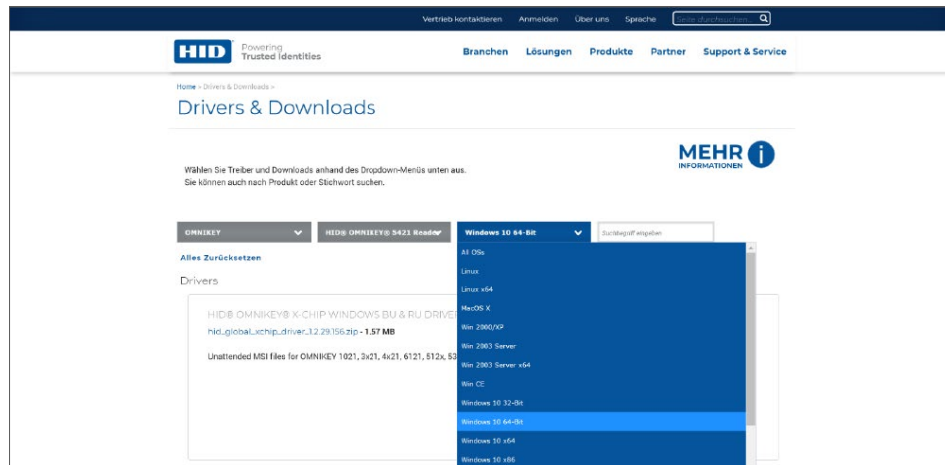 Vertrieb kontaktieren Anmelden Über uns Sprache Seite durchsuchen...
HID Powering
Trusted Identities
Branchen Lösungen Produkte Partner Support & Service
Home > Drivers & Downloads >
Drivers & Downloads
MEHR i
INFORMATIONEN
Wählen Sie Treiber und Downloads anhand des Dropdown-Menüs unten aus.
Sie können auch nach Produkt oder Stichwort suchen.
OMNIKEY HID® OMNIKEY® 5421 Reader Windows 10 64-Bit Suchbegriff eingeben
Alles Zurücksetzen
Drivers
HID® OMNIKEY® X-CHIP WINDOWS BU & RU DRIVE
hid_global_xchip_driver_1.2.29.156.zip - 1.57 MB
Unattended MSI files for OMNIKEY 1021, 3x21, 4x21, 6121, 512x, 53
All OSs
Linux
Linux x64
MacOS X
Win 2000/XP
Win 2003 Server
Win 2003 Server x64
Win CE
Windows 10 32-Bit
Windows 10 64-Bit
Windows 10 x64
Windows 10 x86